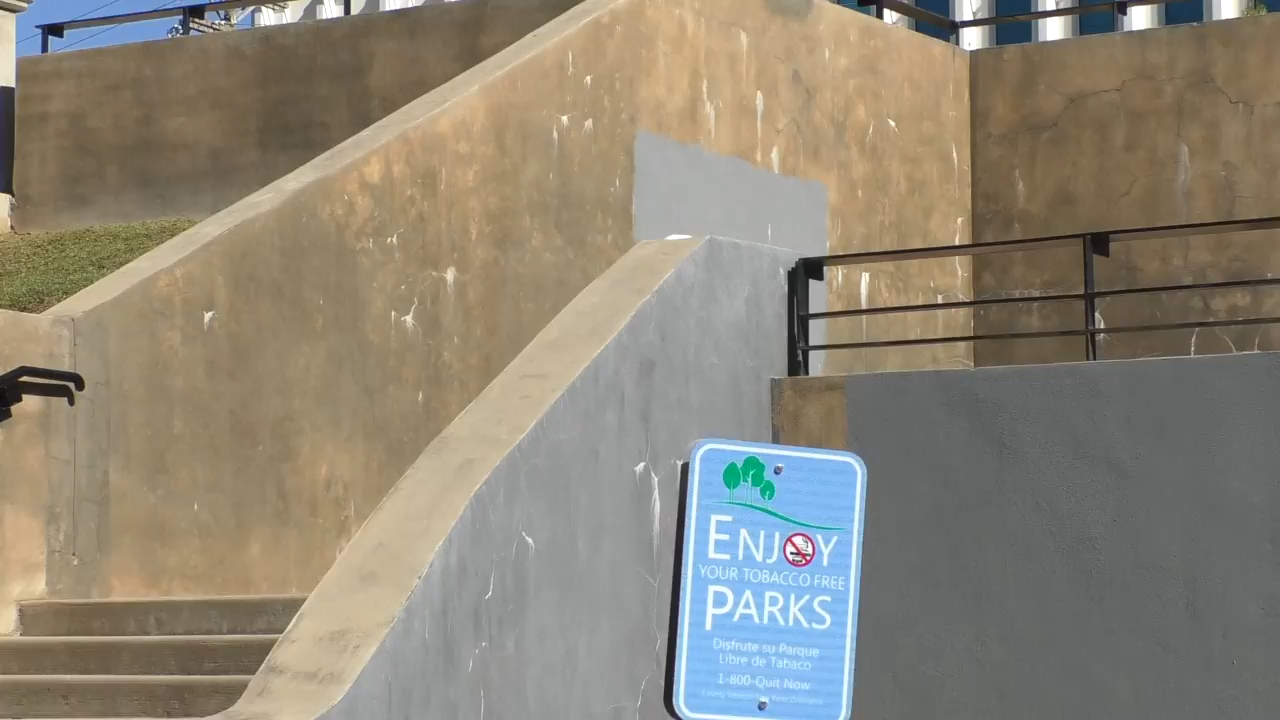 ENJOY
YOUR TOBACCO FREE
PARKS
Disfrute su Parque
Libre de Tabaco
1-800-Quit Now